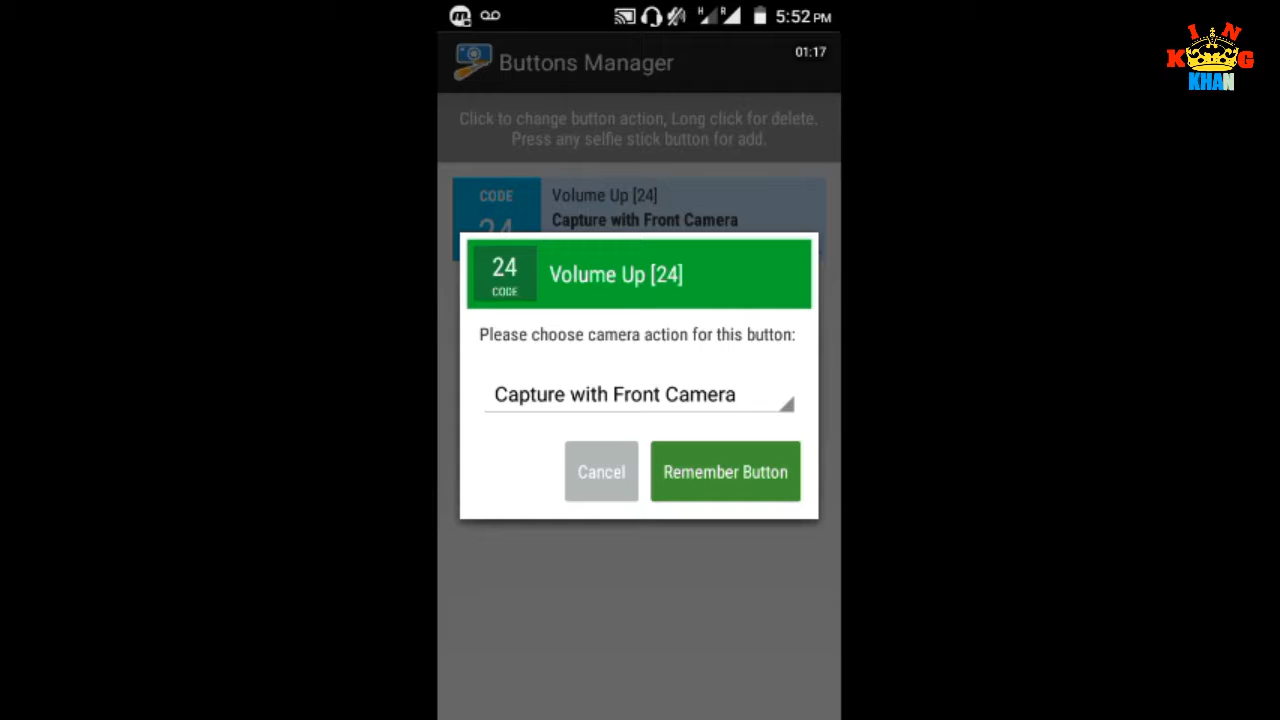 H R 5:52 PM
Buttons Manager
01:17
KING
KHAN
Click to change button action, Long click for delete.
Press any selfie stick button for add.
CODE
24
Volume Up [24]
Capture with Front Camera
24
CODE
Volume Up [24]
Please choose camera action for this button:
Capture with Front Camera
Cancel
Remember Button